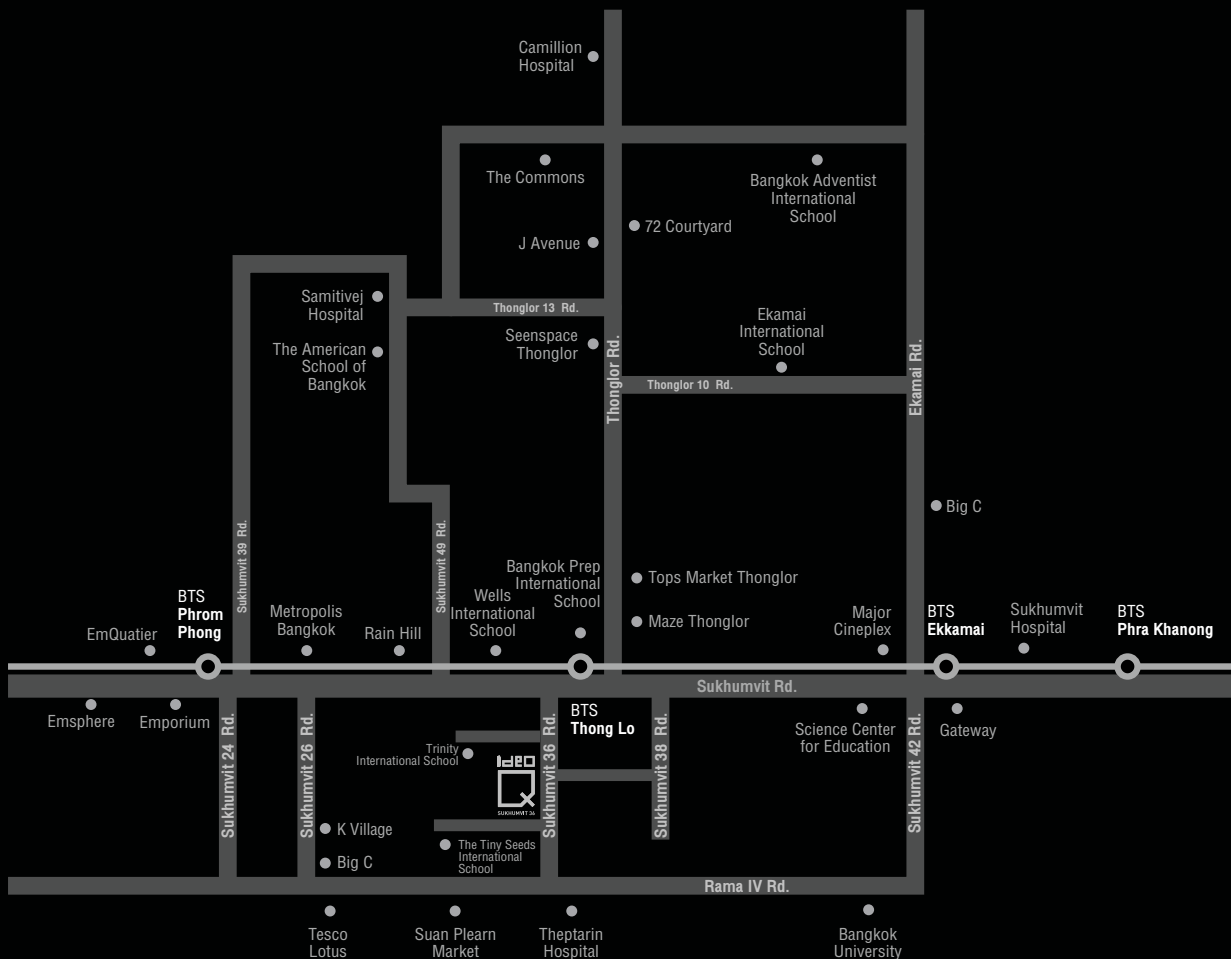 Camillion
Hospital
The Commons
Bangkok Adventist
International
School
72 Courtyard
J Avenue
Samitivej
Hospital
Thonglor 13 Rd.
The American
School of
Bangkok
Seenspace
Thonglor
Ekamai
International
School
Thonglor Rd.
Thonglor 10 Rd.
Ekamai Rd.
Big C
Sukhumvit 39 Rd.
Sukhumvit 49 Rd.
Bangkok Prep
International
School
Tops Market Thonglor
Maze Thonglor
BTS
Phrom
Phong
EmQuatier
Metropolis
Bangkok
Rain Hill
Wells
International
School
Major
Cineplex
BTS
Ekkamai
Sukhumvit
Hospital
BTS
Phra Khanong
Sukhumvit Rd.
Emsphere
Emporium
Sukhumvit 24 Rd.
Sukhumvit 26 Rd.
Trinity
International School
ideo
Q
SUKHUMVIT 36
Sukhumvit 36 Rd.
BTS
Thong Lo
Sukhumvit 38 Rd.
Science Center
for Education
Sukhumvit 42 Rd.
Gateway
K Village
Big C
The Tiny Seeds
International
School
Rama IV Rd.
Tesco
Lotus
Suan Plearn
Market
Theptarin
Hospital
Bangkok
University